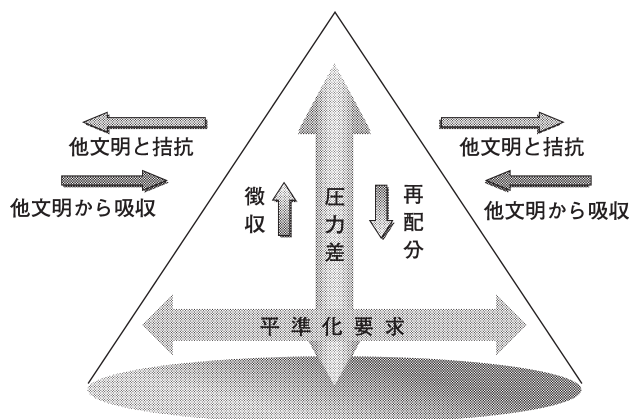 他文明と拮抗
他文明と拮抗
他文明から吸収
他文明から吸収
徴収
圧力差
再配分
平準化要求